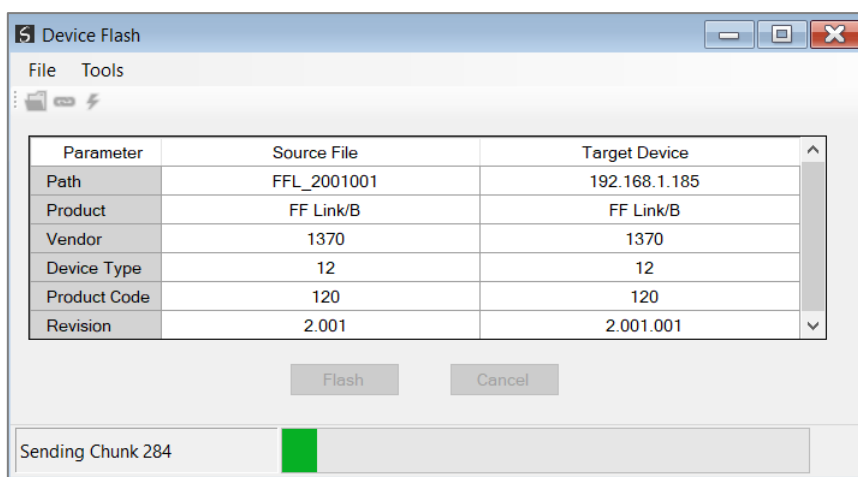 Device Flash
File Tools
Parameter Source File Target Device
Path FFL_2001001 192.168.1.185
Product FF Link/B FF Link/B
Vendor 1370 1370
Device Type 12 12
Product Code 120 120
Revision 2.001 2.001.001
Flash Cancel
Sending Chunk 284